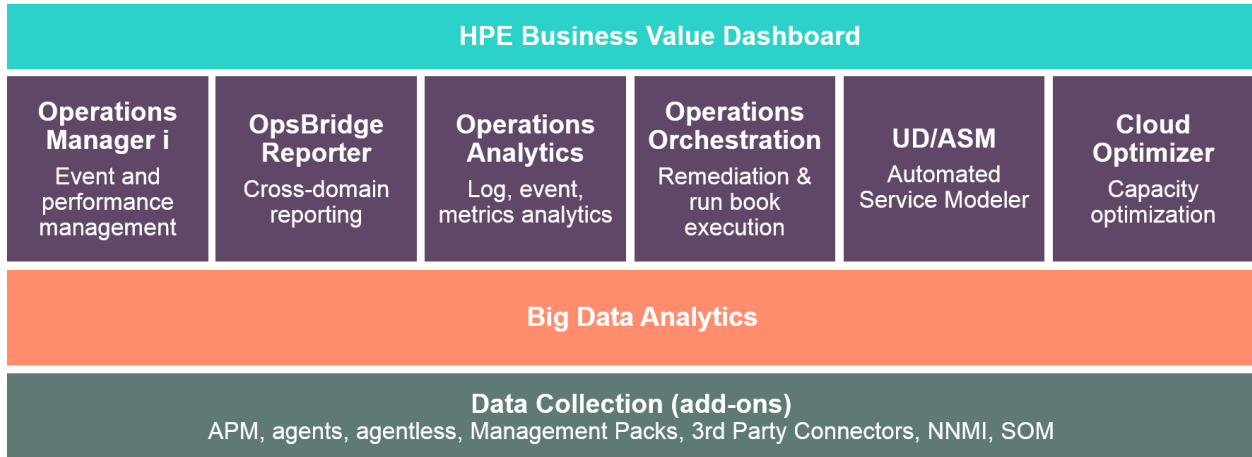 HPE Business Value Dashboard
Operations
Manager i
Event and
performance
management
OpsBridge
Reporter
Cross-domain
reporting
Operations
Analytics
Log, event,
metrics analytics
Operations
Orchestration
Remediation &
run book
execution
UD/ASM
Automated
Service Modeler
Cloud
Optimizer
Capacity
optimization
Big Data Analytics
Data Collection (add-ons)
APM, agents, agentless, Management Packs, 3rd Party Connectors, NNMI, SOM